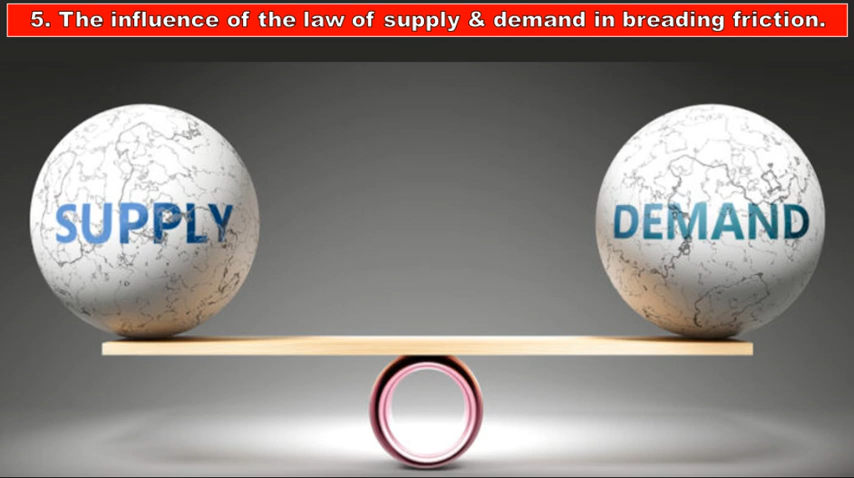 5. The influence of the law of supply & demand in breading friction.
SUPPLY
DEMAND